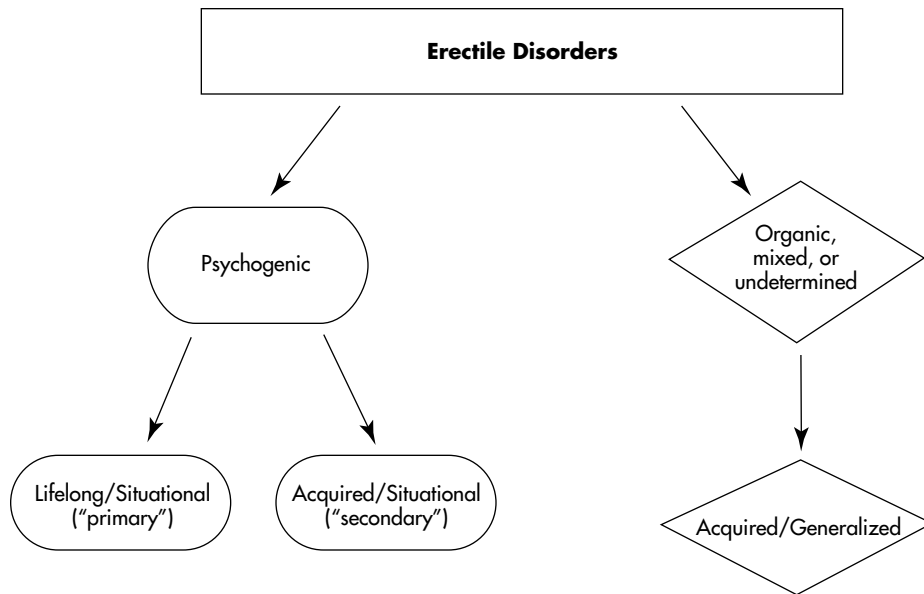 Erectile Disorders
Psychogenic
Organic,
mixed, or
undetermined
Lifelong/Situational
(“primary”)
Acquired/Situational
(“secondary”)
Acquired/Generalized